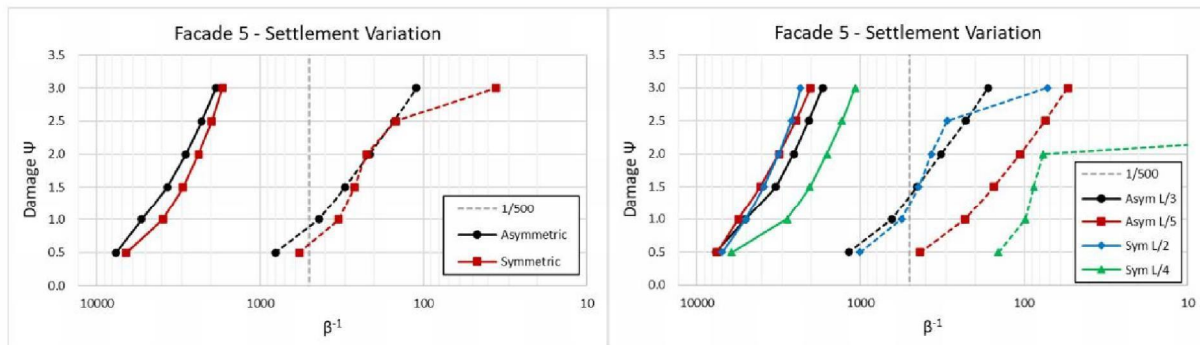 Facade 5 - Settlement Variation
3.5
3.0
2.5
2.0
1.5
1.0
0.5
0.0
Damage Ψ
10000
1000
100
10
β⁻¹
1/500
Asymmetric
Symmetric
Facade 5 - Settlement Variation
3.5
3.0
2.5
2.0
1.5
1.0
0.5
0.0
Damage Ψ
10000
1000
100
10
β⁻¹
1/500
Asym L/3
Asym L/5
Sym L/2
Sym L/4